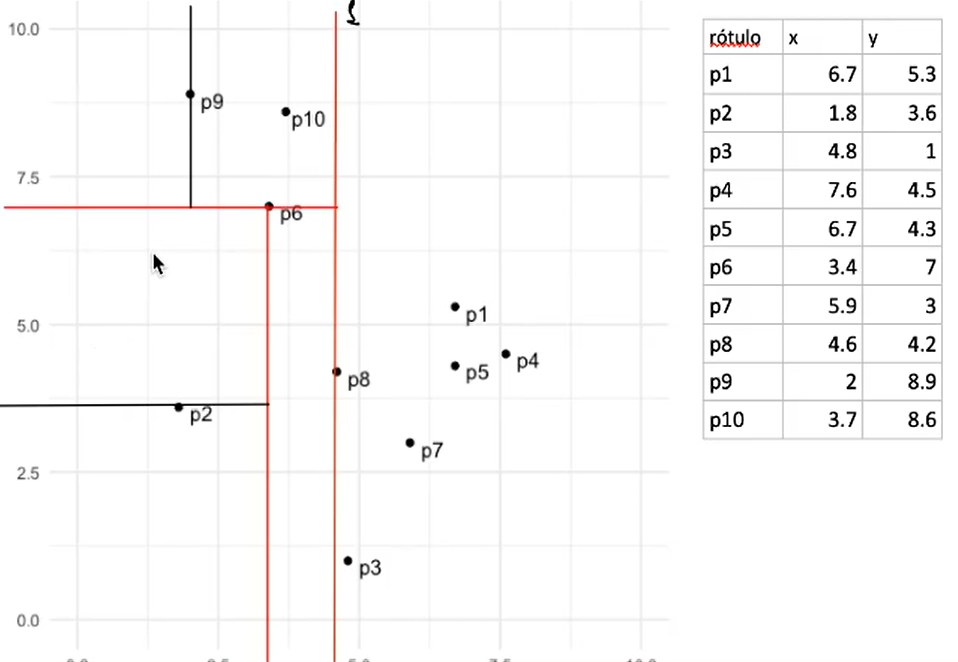 10.0
7.5
5.0
2.5
0.0
p9
p10
p6
p1
p5
p4
p8
p2
p7
p3
rótulo x y
p1 6.7 5.3
p2 1.8 3.6
p3 4.8 1
p4 7.6 4.5
p5 6.7 4.3
p6 3.4 7
p7 5.9 3
p8 4.6 4.2
p9 2 8.9
p10 3.7 8.6